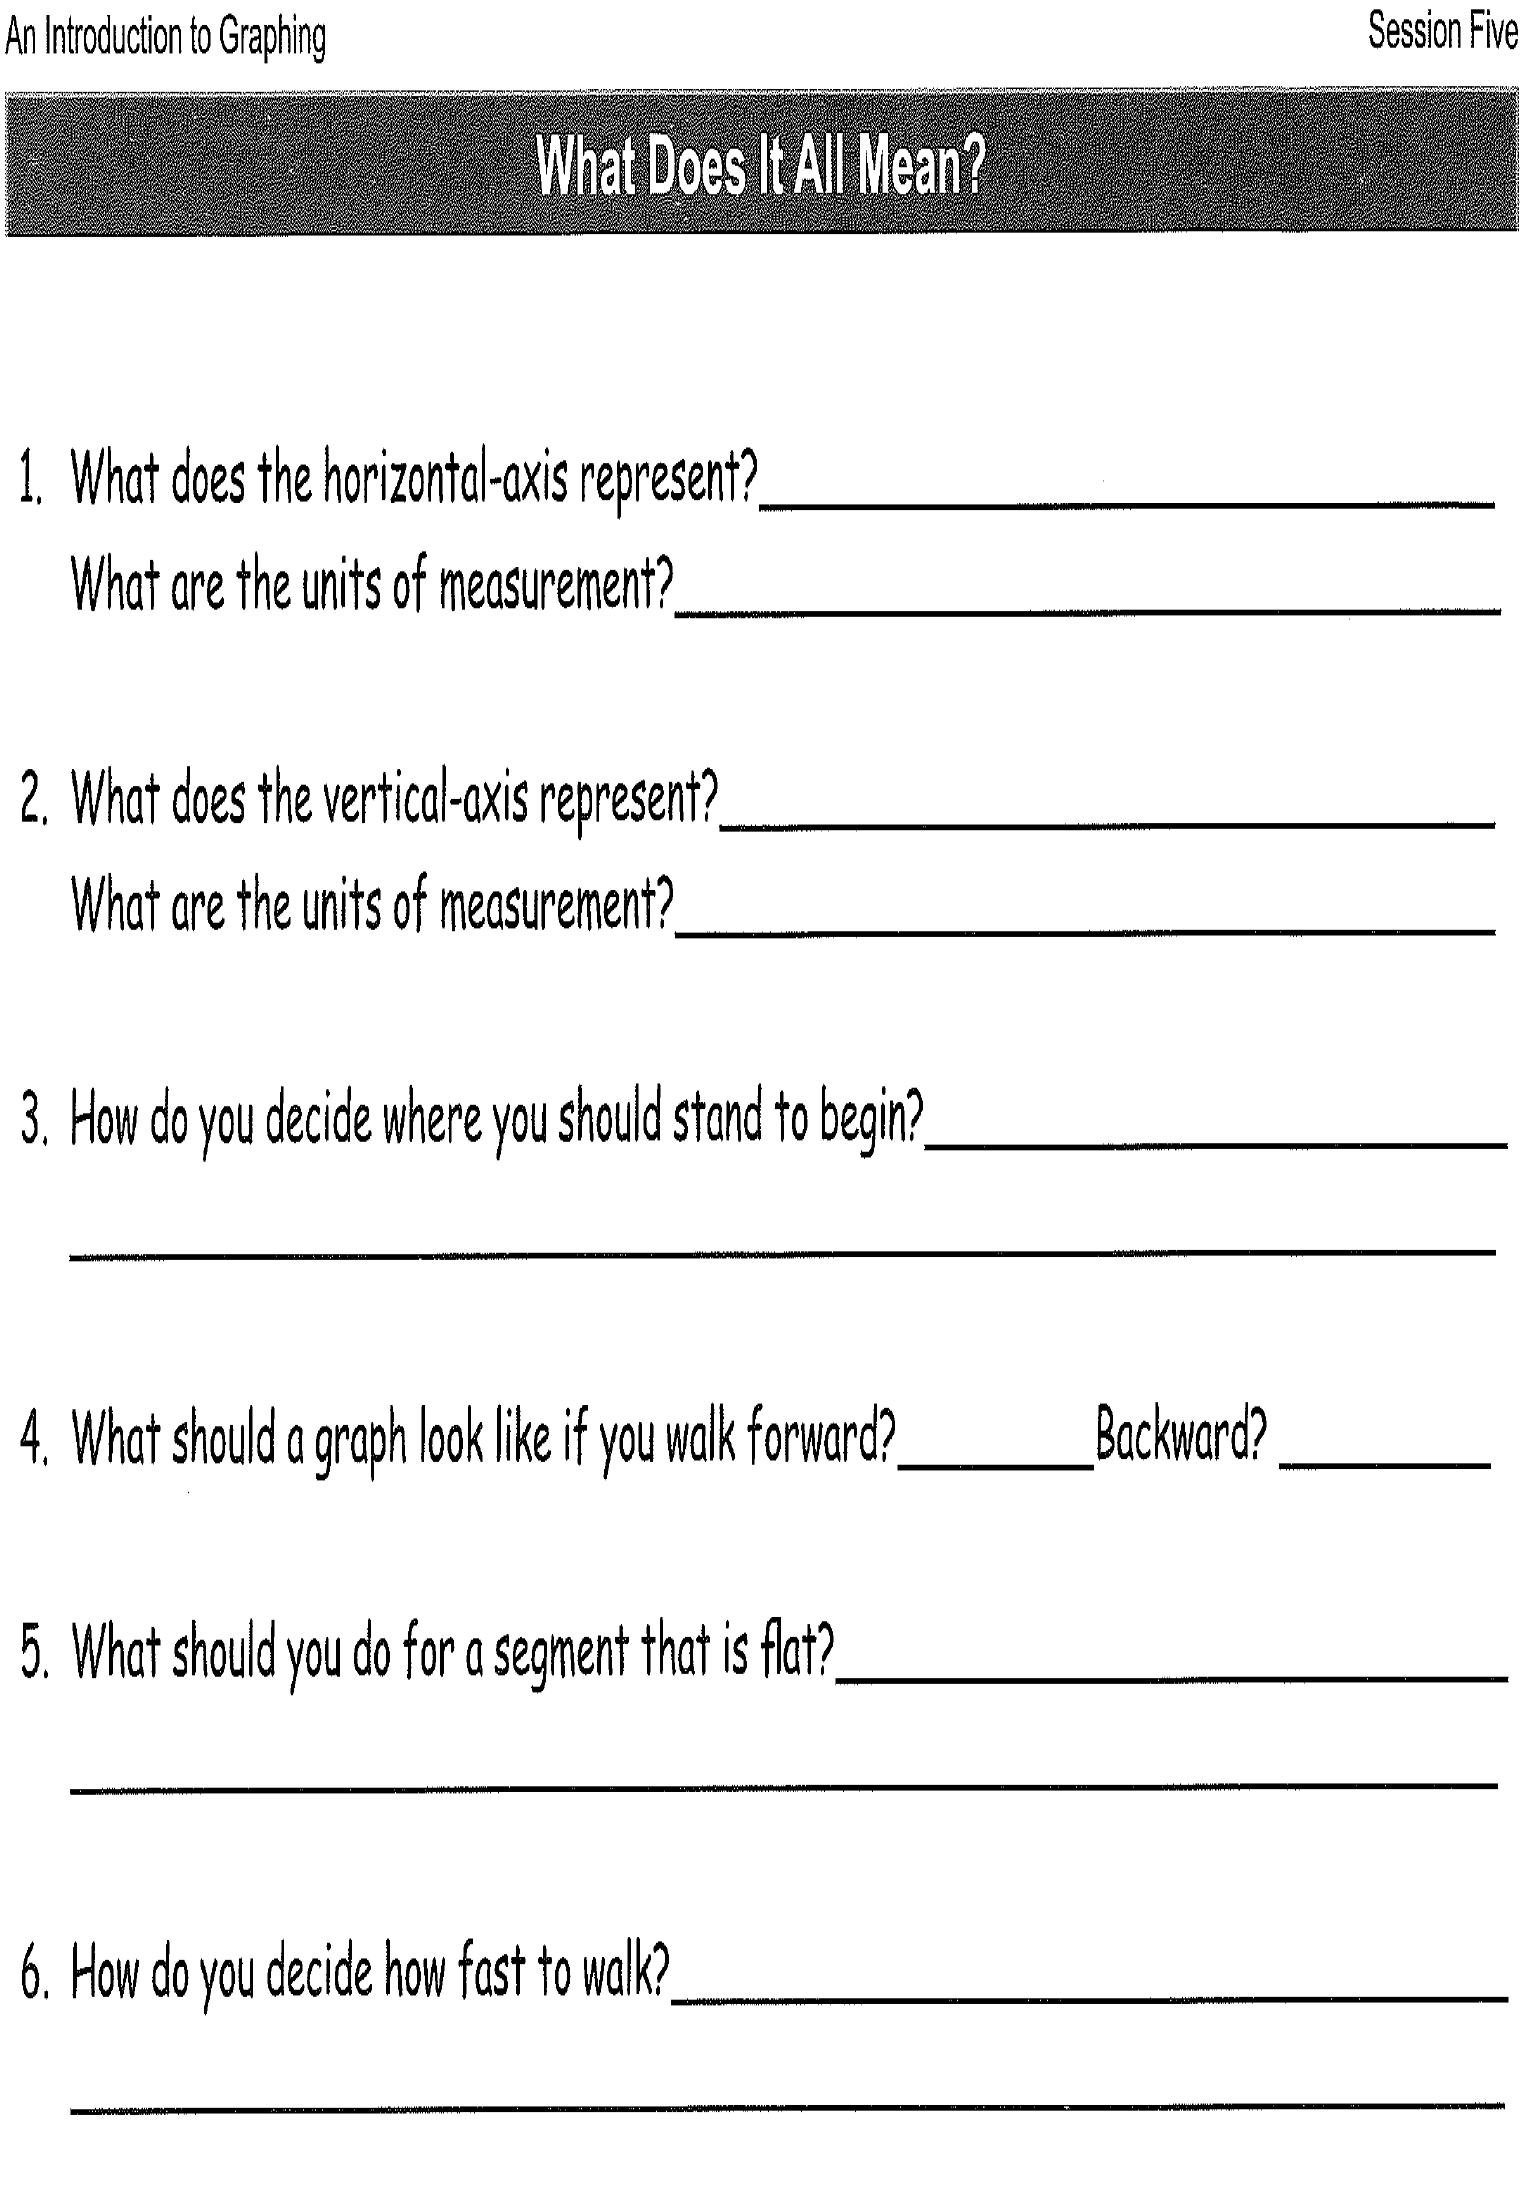 An Introduction to Graphing
Session Five
What Does It All Mean?
1. What does the horizontal-axis represent?
What are the units of measurement?
2. What does the vertical-axis represent?
What are the units of measurement?
3. How do you decide where you should stand to begin?
4. What should a graph look like if you walk forward? Backward?
5. What should you do for a segment that is flat?
6. How do you decide how fast to walk?